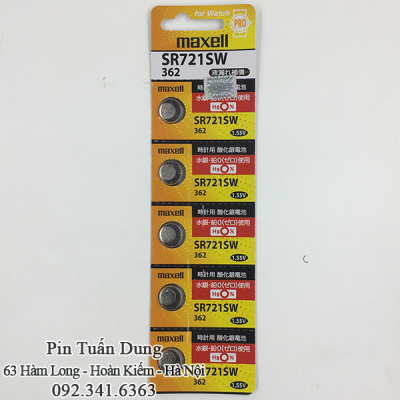 for Watch
PRO
maxell
SR721SW
362
液漏れ補償
maxell
時計用 酸化銀電池
水銀・鉛0(ゼロ)使用
Hg0%
SR721SW
362
1.55V
maxell
時計用 酸化銀電池
水銀・鉛0(ゼロ)使用
Hg0%
SR721SW
362
1.55V
maxell
時計用 酸化銀電池
水銀・鉛0(ゼロ)使用
Hg0%
SR721SW
362
1.55V
maxell
時計用 酸化銀電池
水銀・鉛0(ゼロ)使用
Hg0%
SR721SW
362
1.55V
maxell
時計用 酸化銀電池
水銀・鉛0(ゼロ)使用
Hg0%
SR721SW
362
1.55V
Pin Tuấn Dung
63 Hàm Long - Hoàn Kiếm - Hà Nội
092.341.6363